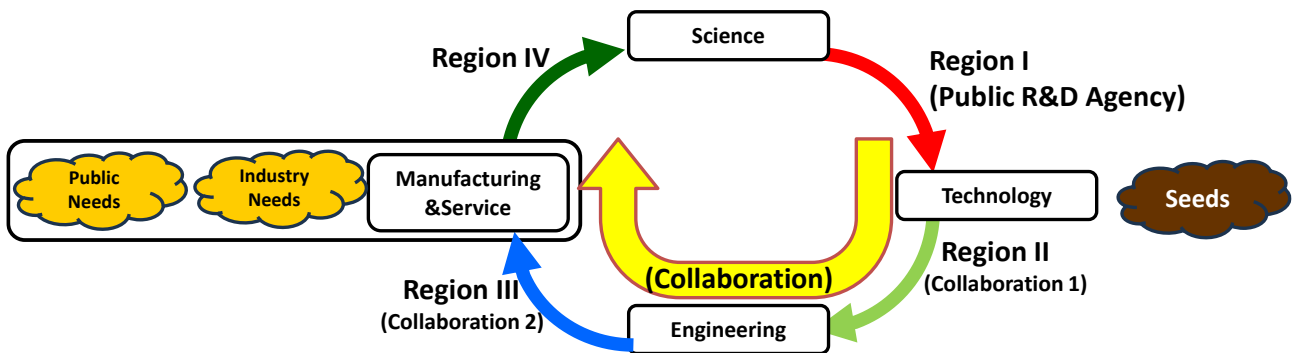 Science
Region IV
Region I
(Public R&D Agency)
Public
Needs
Industry
Needs
Manufacturing
&Service
Technology
Seeds
Region II
(Collaboration 1)
(Collaboration)
Region III
(Collaboration 2)
Engineering